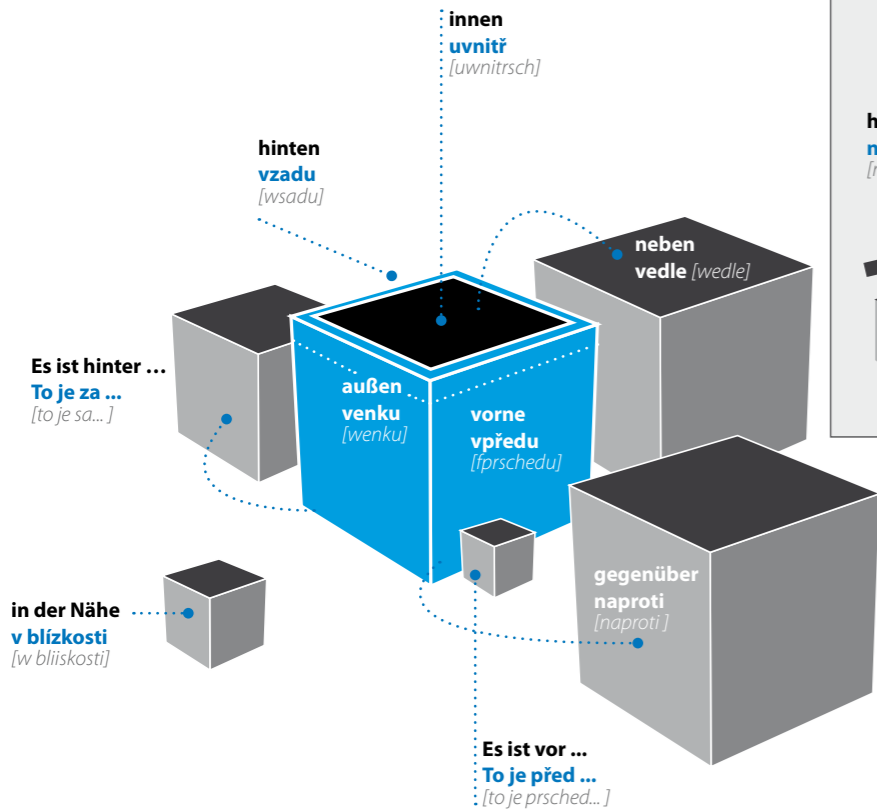 innen
uvnitř
[uwnitrsch]
hinten
vzadu
[wsadu]
neben
vedle [wedle]
Es ist hinter ...
To je za ...
[to je sa... ]
außen
venku
[wenku]
vorne
vpředu
[fprschedu]
gegenüber
naproti
[naproti ]
in der Nähe
v blízkosti
[w bliiskosti]
Es ist vor ...
To je před ...
[to je prsched... ]